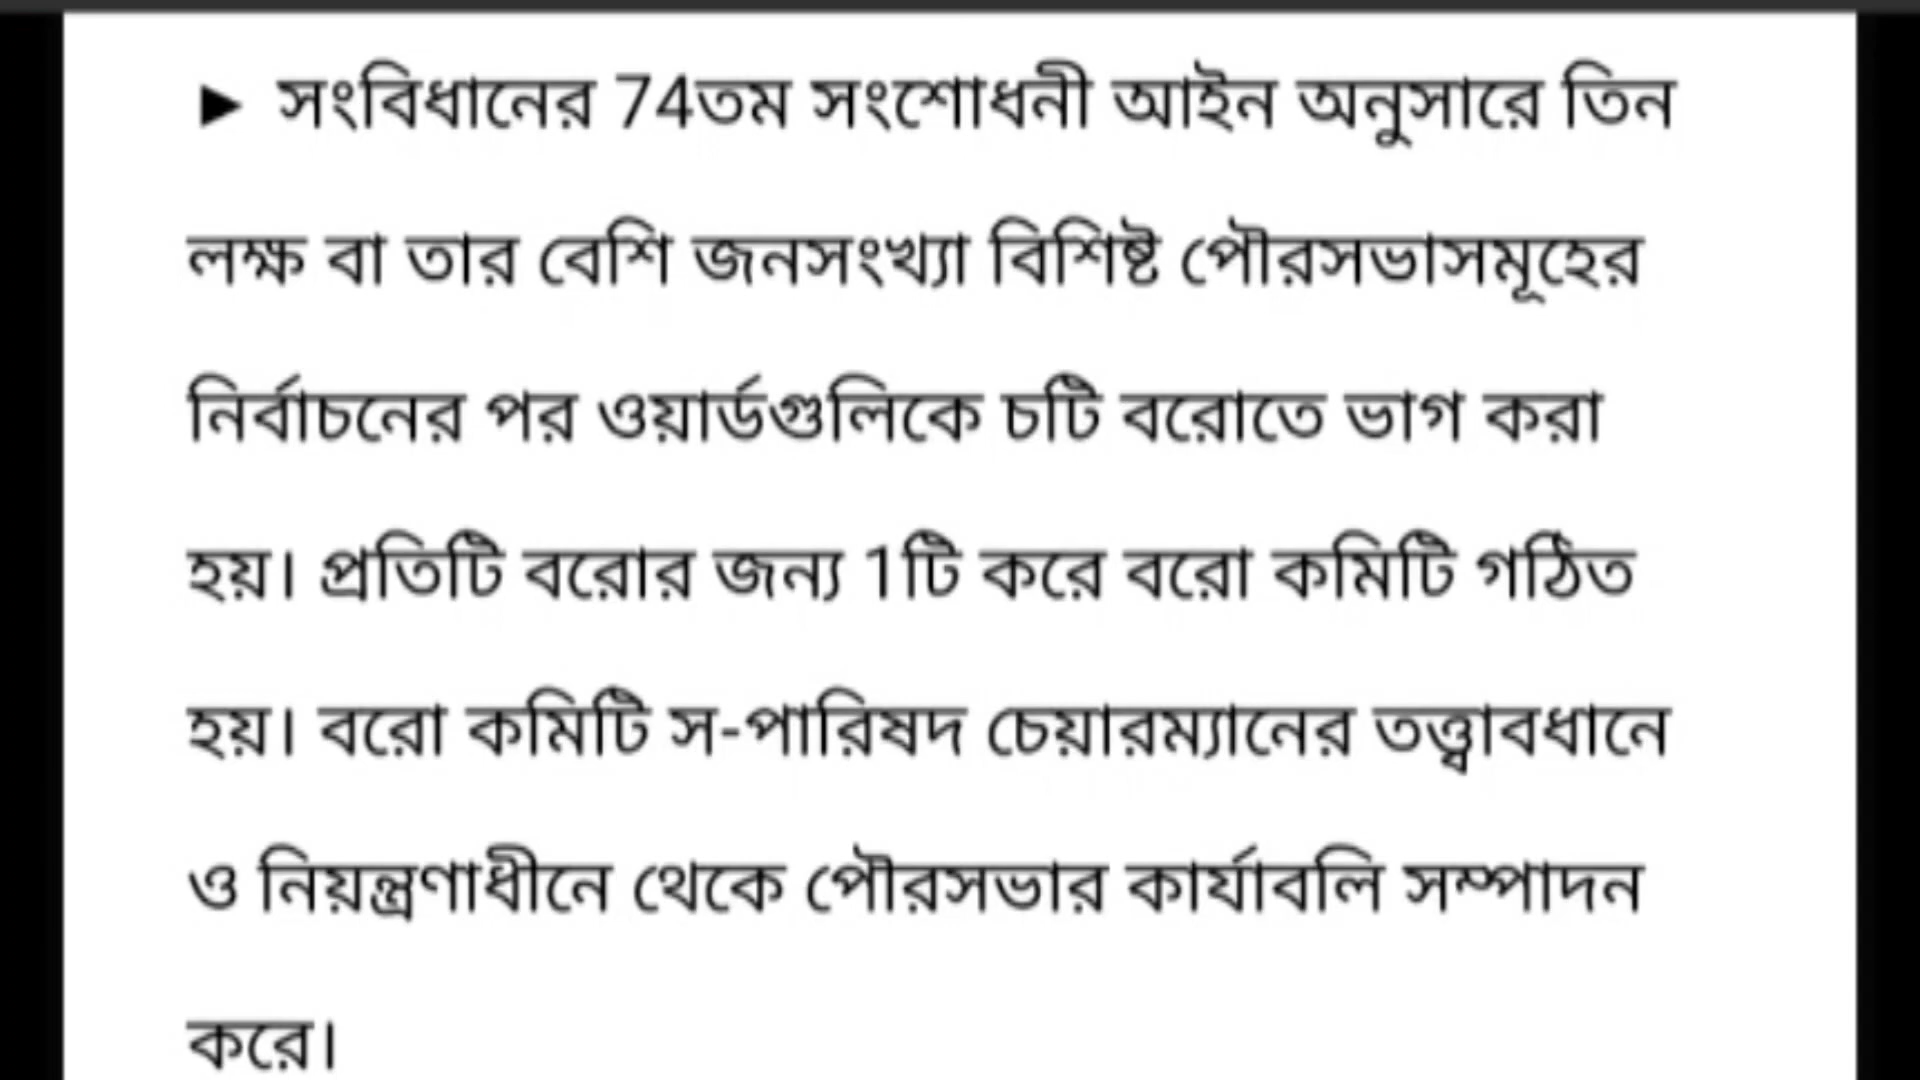 ► সংবিধানের 74তম সংশোধনী আইন অনুসারে তিন
লক্ষ বা তার বেশি জনসংখ্যা বিশিষ্ট পৌরসভাসমূহের
নির্বাচনের পর ওয়ার্ডগুলিকে চটি বরোতে ভাগ করা
হয়। প্রতিটি বরোর জন্য 1টি করে বরো কমিটি গঠিত
হয়। বরো কমিটি স-পারিষদ চেয়ারম্যানের তত্ত্বাবধানে
ও নিয়ন্ত্রণাধীনে থেকে পৌরসভার কার্যাবলি সম্পাদন
করে।